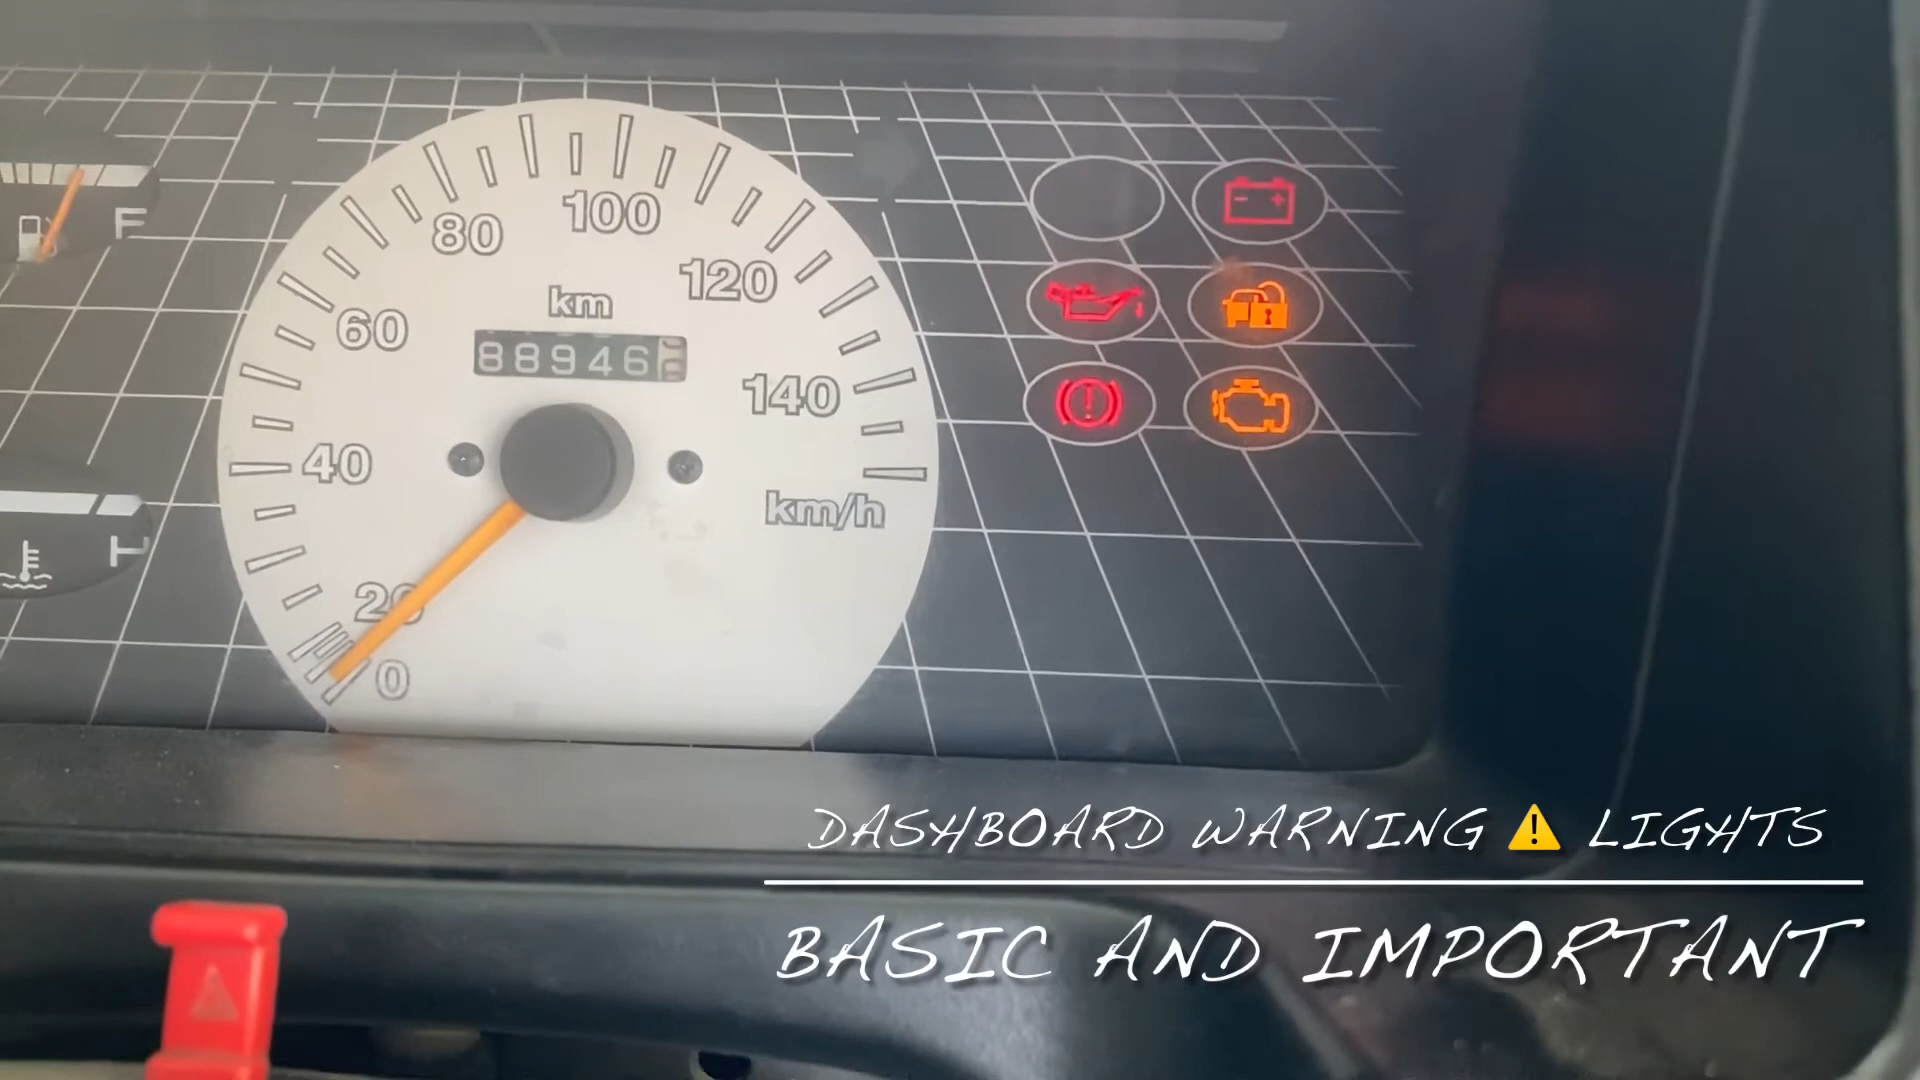 F
80
100
120
60
km
88946
140
40
km/h
H
20
0
DASHBOARD WARNING ⚠️ LIGHTS
BASIC AND IMPORTANT